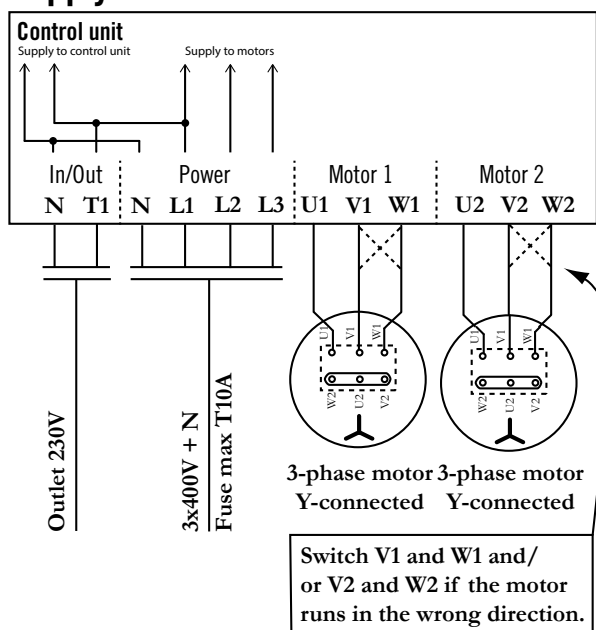 Control unit
Supply to control unit Supply to motors
In/Out Power Motor 1 Motor 2
N T1 N L1 L2 L3 U1 V1 W1 U2 V2 W2
U1 V1 W1 U1 V1 W1
W2 U2 V2 W2 U2 V2
Outlet 230V
3x400V + N
Fuse max T10A
3-phase motor 3-phase motor
Y-connected Y-connected
Switch V1 and W1 and/
or V2 and W2 if the motor
runs in the wrong direction.